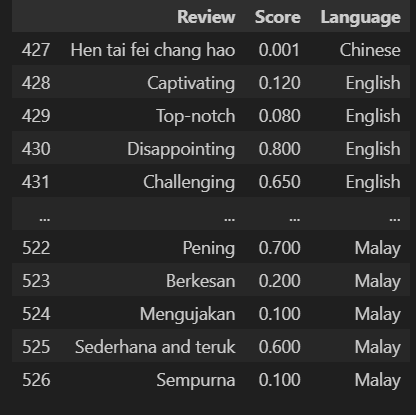 Review Score Language
427 Hen tai fei chang hao 0.001 Chinese
428 Captivating 0.120 English
429 Top-notch 0.080 English
430 Disappointing 0.800 English
431 Challenging 0.650 English
... ... ... ...
522 Pening 0.700 Malay
523 Berkesan 0.200 Malay
524 Mengujakan 0.100 Malay
525 Sederhana and teruk 0.600 Malay
526 Sempurna 0.100 Malay